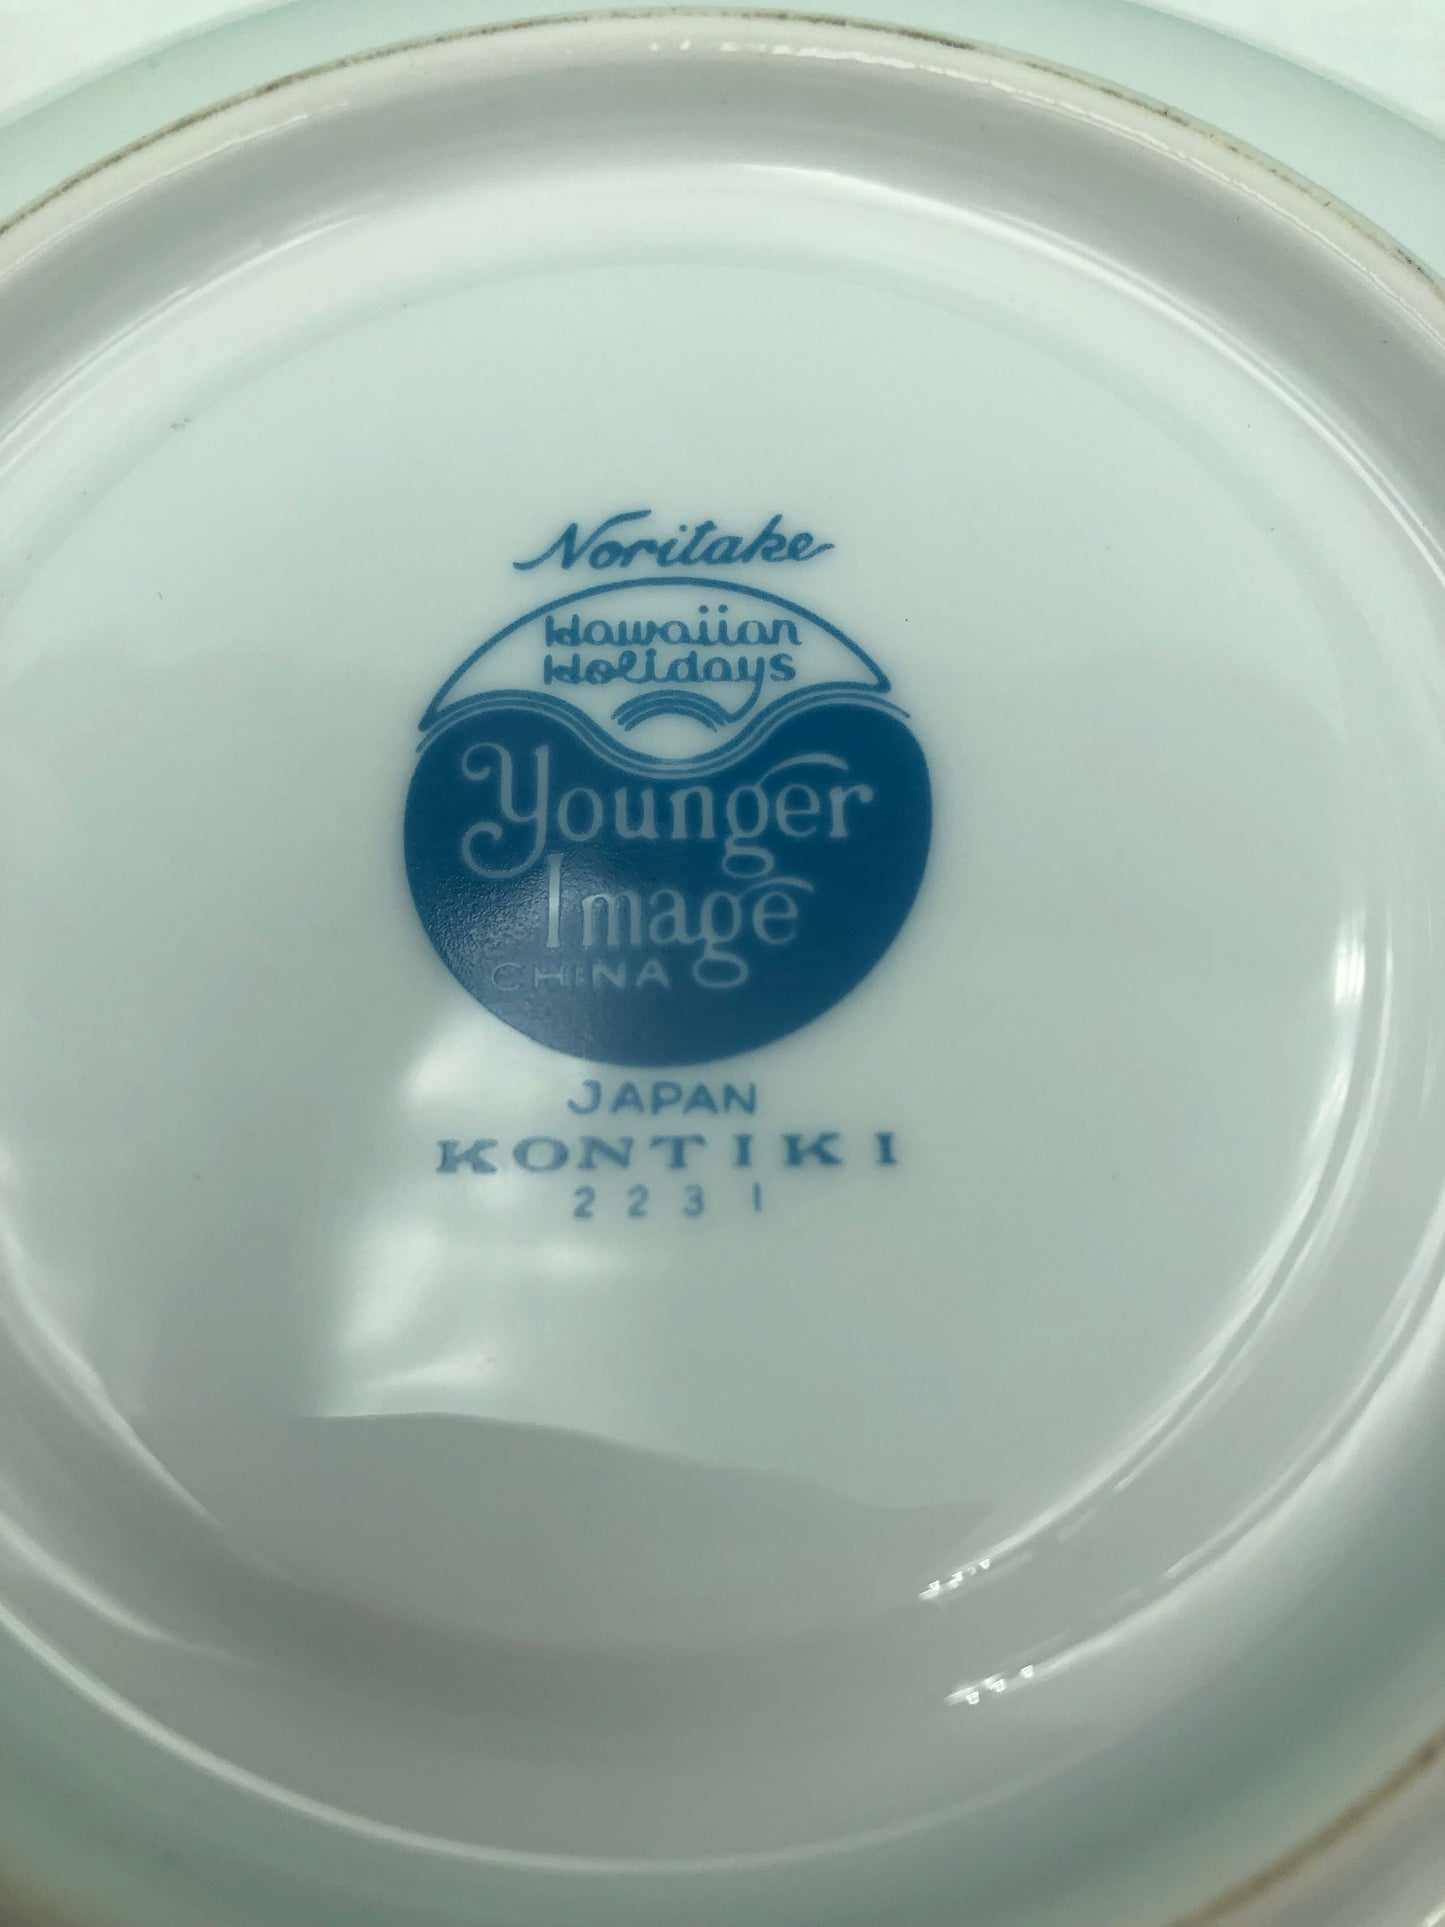 Noritake
Hawaiian
Holidays
Younger
Image
CHINA
JAPAN
KONTIKI
2231